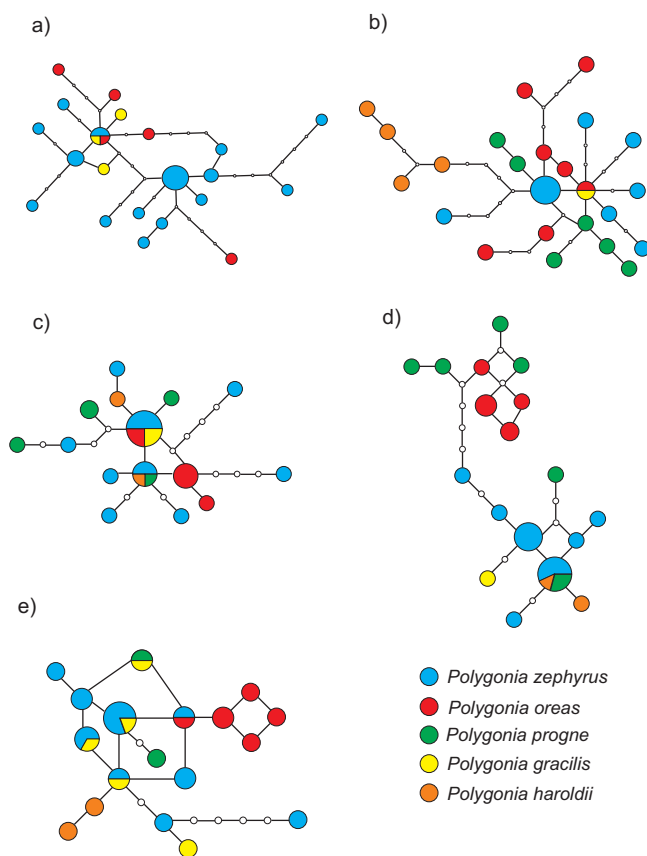 a)
b)
c)
d)
e)
Polygonia zephyrus
Polygonia oreas
Polygonia progne
Polygonia gracilis
Polygonia haroldii